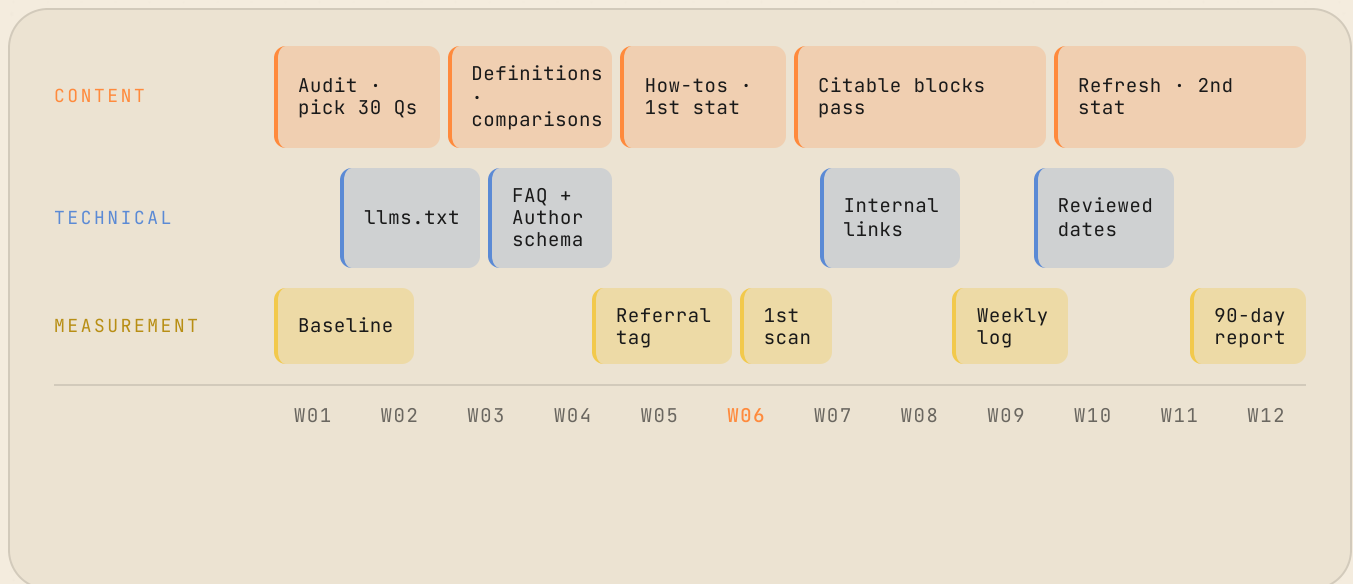 CONTENT
Audit ·
pick 30 Qs
Definitions
·
comparisons
How-tos ·
1st stat
Citable blocks
pass
Refresh · 2nd
stat
TECHNICAL
llms.txt
FAQ +
Author
schema
Internal
links
Reviewed
dates
MEASUREMENT
Baseline
Referral
tag
1st
scan
Weekly
log
90-day
report
W01 W02 W03 W04 W05 W06 W07 W08 W09 W10 W11 W12